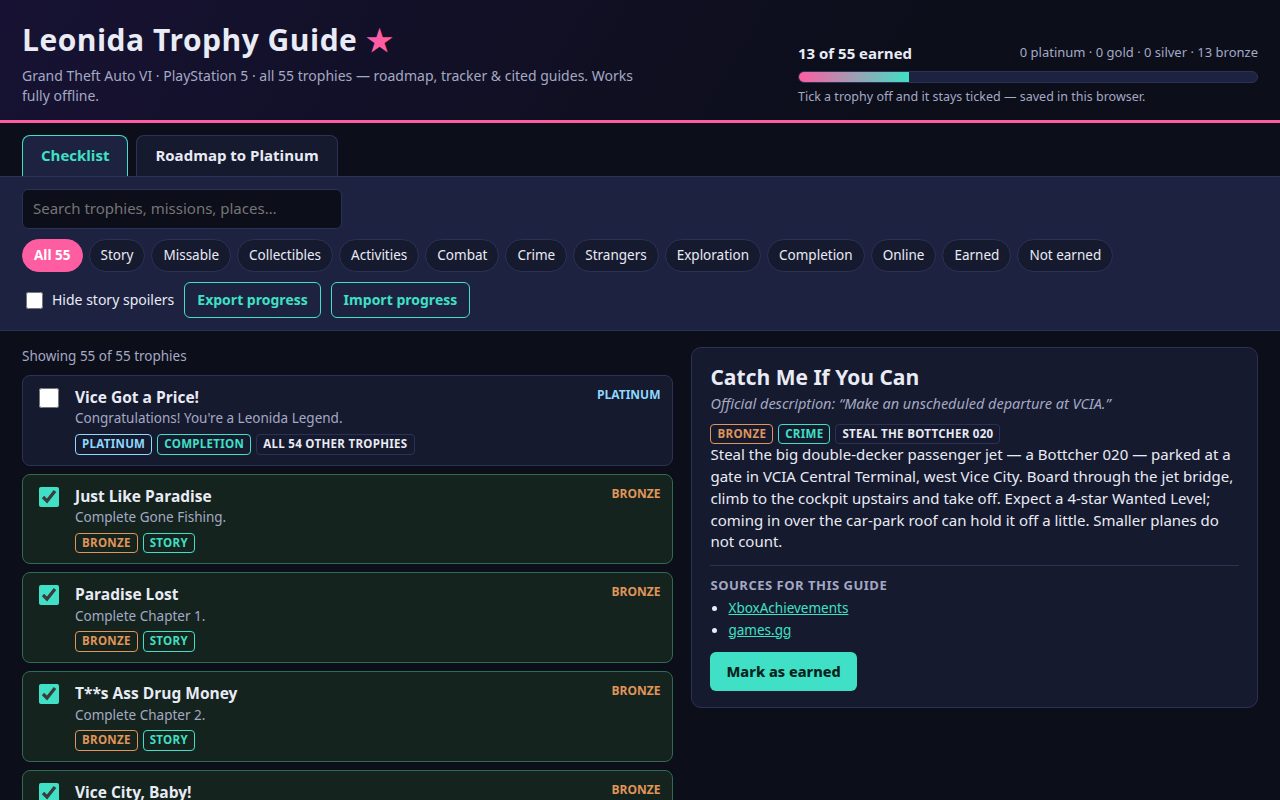 Leonida Trophy Guide ★
Grand Theft Auto VI · PlayStation 5 · all 55 trophies — roadmap, tracker & cited guides. Works
fully offline.
13 of 55 earned
0 platinum · 0 gold · 0 silver · 13 bronze
Tick a trophy off and it stays ticked — saved in this browser.
Checklist
Roadmap to Platinum
Search trophies, missions, places...
All 55
Story
Missable
Collectibles
Activities
Combat
Crime
Strangers
Exploration
Completion
Online
Earned
Not earned
Hide story spoilers
Export progress
Import progress
Showing 55 of 55 trophies
Vice Got a Price!
PLATINUM
Congratulations! You're a Leonida Legend.
PLATINUM
COMPLETION
ALL 54 OTHER TROPHIES
Just Like Paradise
BRONZE
Complete Gone Fishing.
BRONZE
STORY
Paradise Lost
BRONZE
Complete Chapter 1.
BRONZE
STORY
T**s Ass Drug Money
BRONZE
Complete Chapter 2.
BRONZE
STORY
Vice City, Baby!
BRONZE
Catch Me If You Can
Official description: “Make an unscheduled departure at VCIA.”
BRONZE
CRIME
STEAL THE BOTTCHER 020
Steal the big double-decker passenger jet — a Bottcher 020 — parked at a
gate in VCIA Central Terminal, west Vice City. Board through the jet bridge,
climb to the cockpit upstairs and take off. Expect a 4-star Wanted Level;
coming in over the car-park roof can hold it off a little. Smaller planes do
not count.
SOURCES FOR THIS GUIDE
• XboxAchievements
• games.gg
Mark as earned